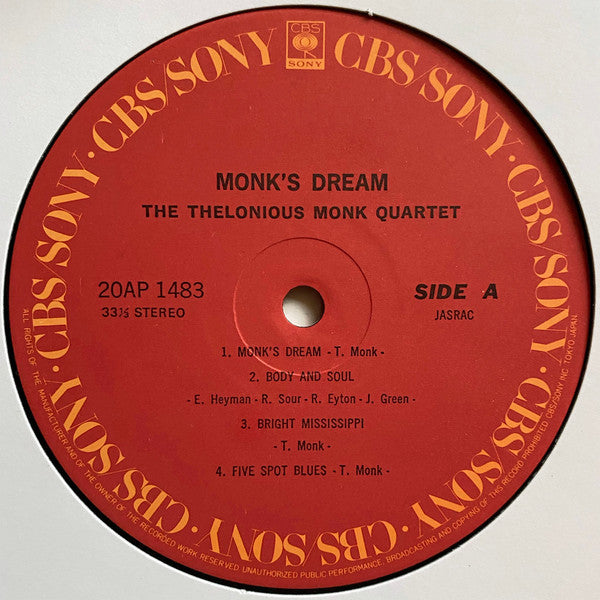 CBS
SONY
CBS/SONY · CBS/SONY · CBS/SONY · CBS/SONY · CBS/SONY · CBS/SONY · CBS/SONY · CBS/SONY
MONK'S DREAM
THE THELONIOUS MONK QUARTET
20AP 1483
SIDE A
33⅓ STEREO
JASRAC
1. MONK'S DREAM - T. Monk -
2. BODY AND SOUL
- E. Heyman - R. Sour - R. Eyton - J. Green -
3. BRIGHT MISSISSIPPI
- T. Monk -
4. FIVE SPOT BLUES - T. Monk -
ALL RIGHTS OF THE MANUFACTURER AND OF THE OWNER OF THE RECORDED WORK RESERVED UNAUTHORIZED PUBLIC PERFORMANCE, BROADCASTING AND COPYING OF THIS RECORD PROHIBITED CBS/SONY INC. TOKYO JAPAN.